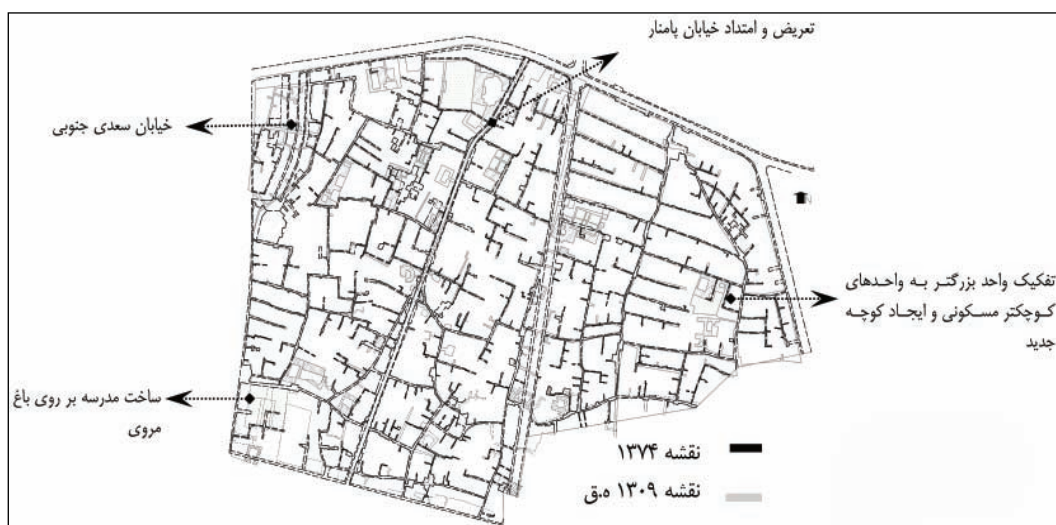 تعریض و امتداد خیابان پامنار
خیابان سعدی جنوبی
تفکیک واحد بزرگتر به واحدهای
کوچکتر مسکونی و ایجاد کوچه
جدید
ساخت مدرسه بر روی باغ
مروی
نقشه ۱۳۷۴
نقشه ۱۳۰۹ ه.ق